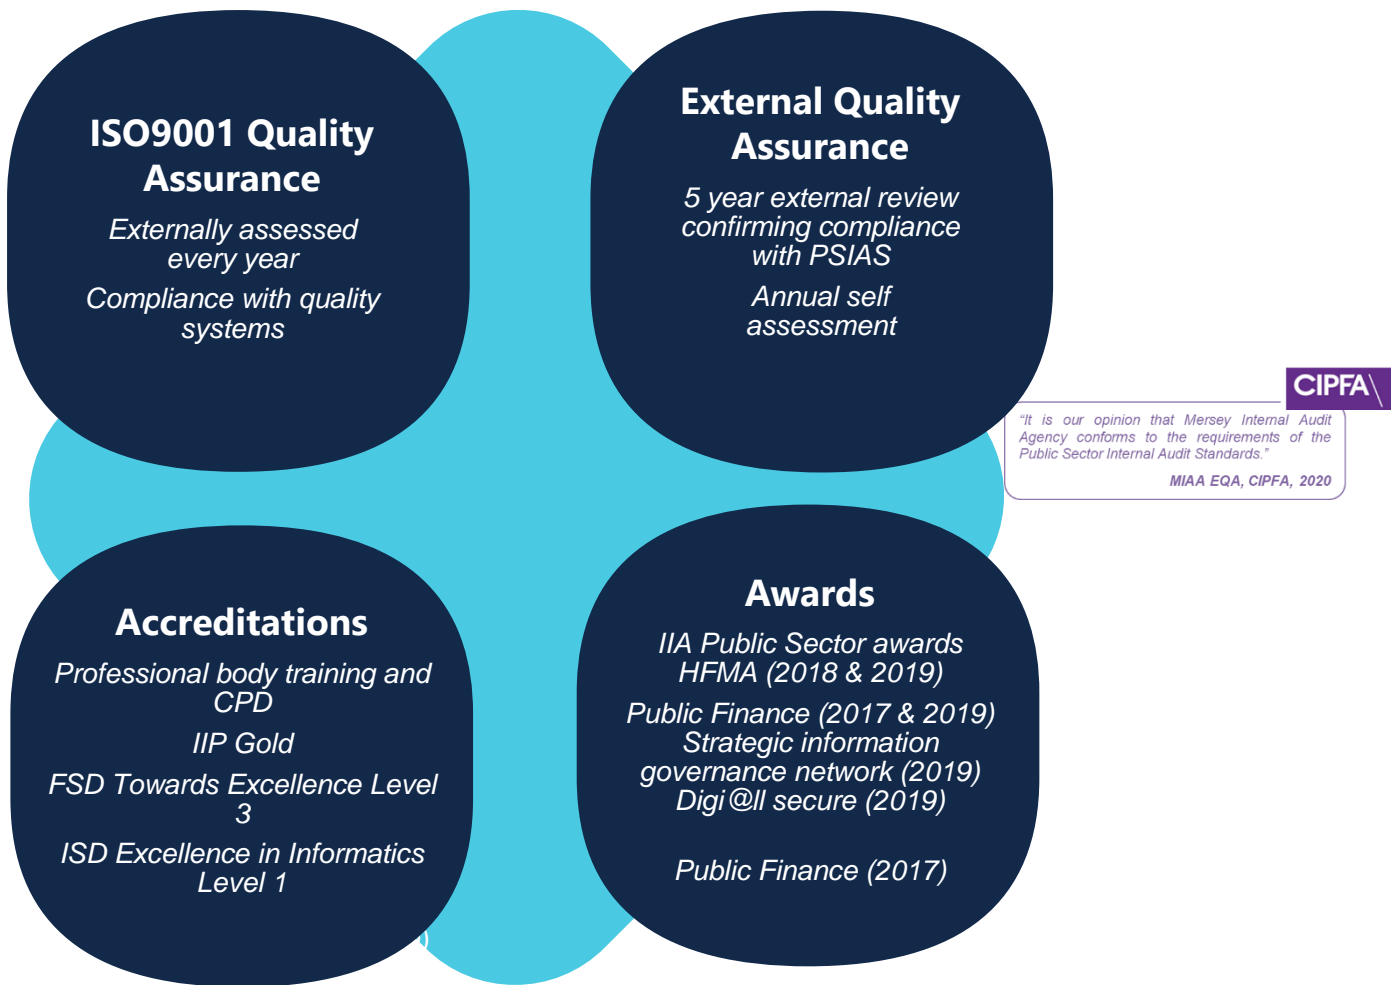 ISO9001 Quality
Assurance
Externally assessed
every year
Compliance with quality
systems
External Quality
Assurance
5 year external review
confirming compliance
with PSIAS
Annual self
assessment
CIPFA\
“It is our opinion that Mersey Internal Audit
Agency conforms to the requirements of the
Public Sector Internal Audit Standards.”
MIAA EQA, CIPFA, 2020
Accreditations
Professional body training and
CPD
IIP Gold
FSD Towards Excellence Level
3
ISD Excellence in Informatics
Level 1
Awards
IIA Public Sector awards
HFMA (2018 & 2019)
Public Finance (2017 & 2019)
Strategic information
governance network (2019)
Digi@ll secure (2019)
Public Finance (2017)
)